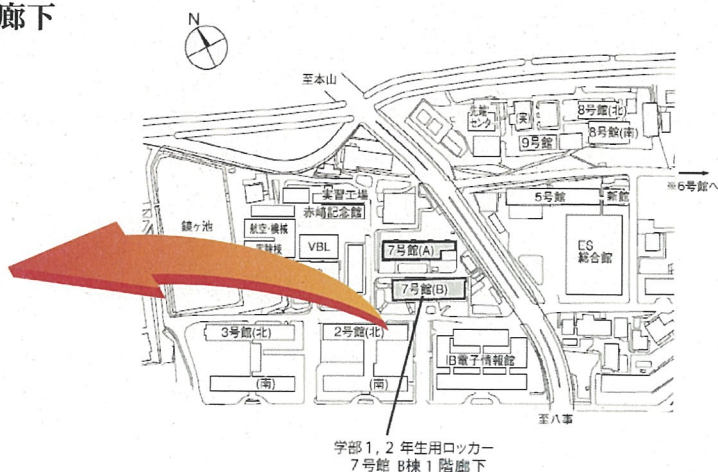 廊下
N
至本山
先端
センタ
(実)
8号館(北)
8号館(南)
9号館
※6号館へ
実習工場
赤﨑記念館
5号館
新館
鏡ヶ池
航空・機械
実験棟
VBL
7号館(A)
ES
総合館
7号館(B)
3号館(北)
2号館(北)
IB電子情報館
(南)
(南)
至八事
学部1, 2 年生用ロッカー
7号館 B棟1階廊下